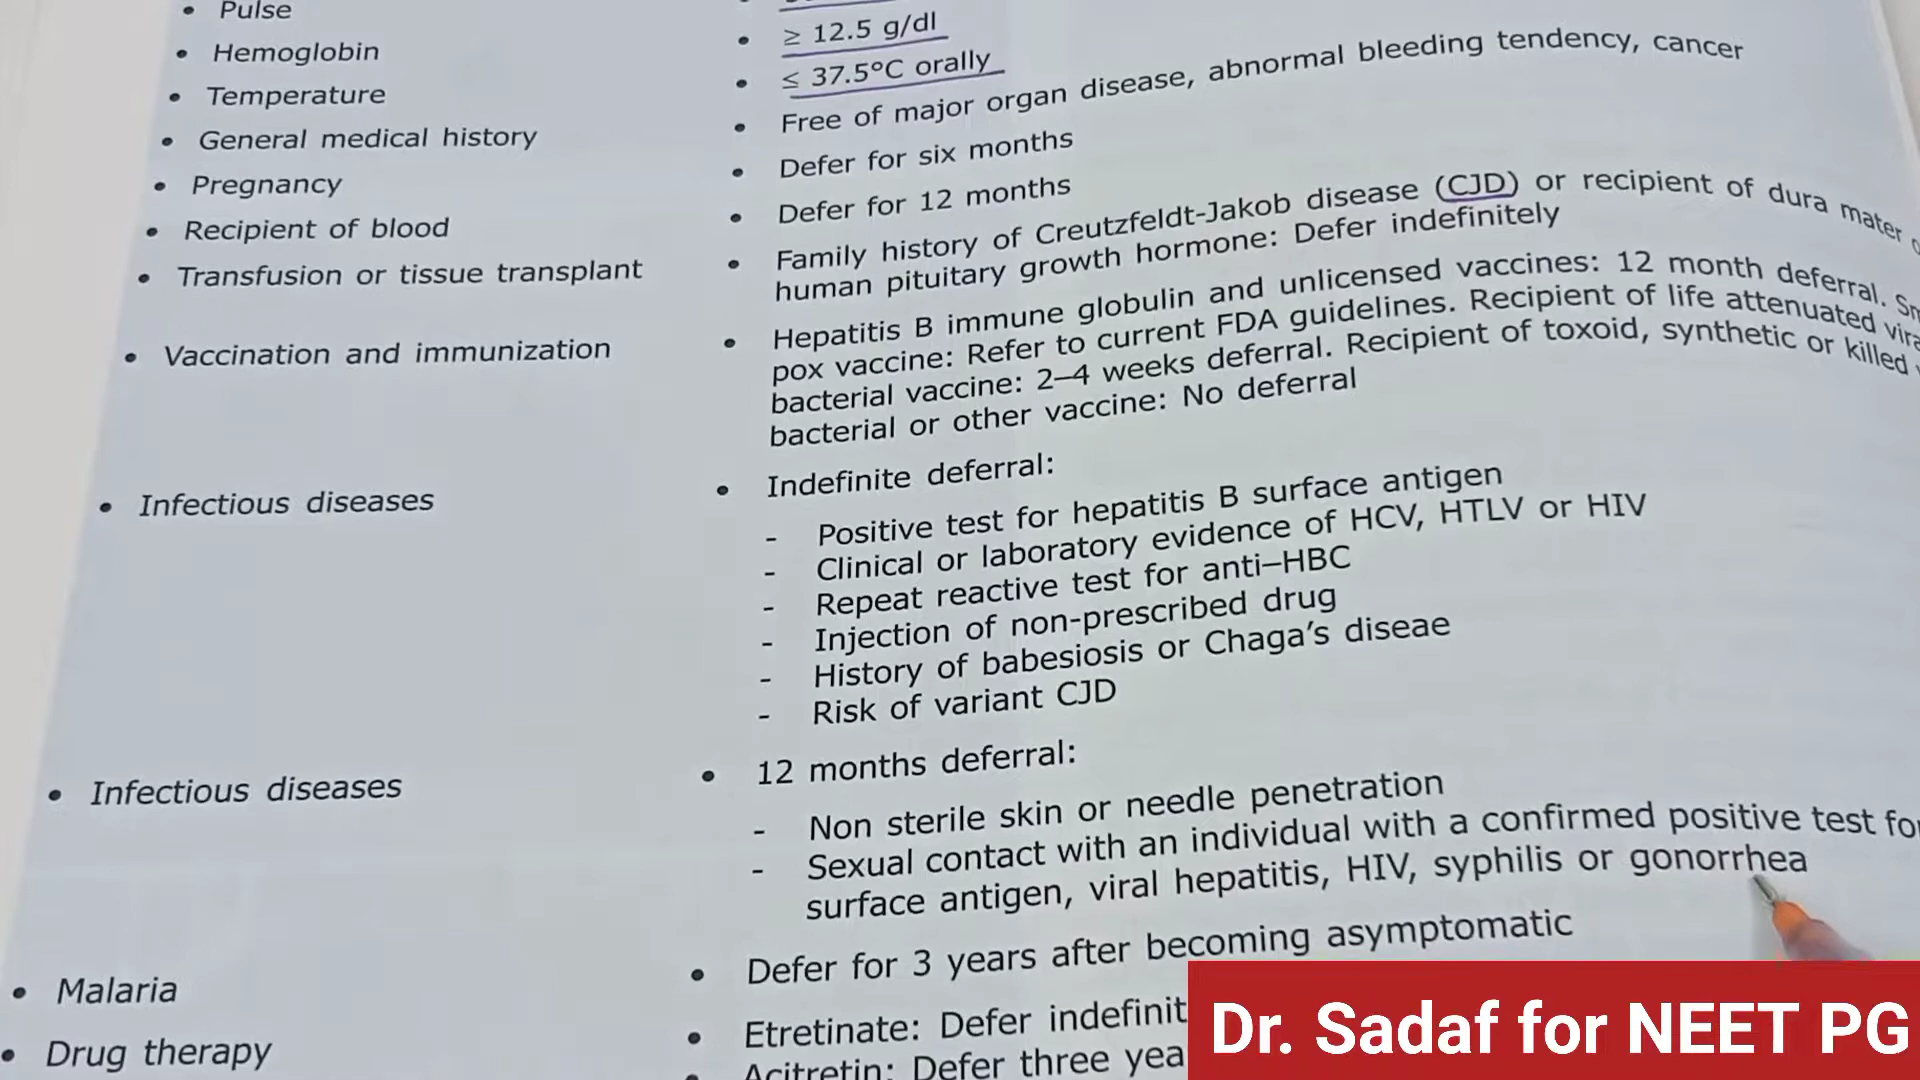 • Pulse
• Hemoglobin • ≥ 12.5 g/dl
• Temperature • ≤ 37.5°C orally
• General medical history • Free of major organ disease, abnormal bleeding tendency, cancer
• Pregnancy • Defer for six months
• Recipient of blood • Defer for 12 months
• Transfusion or tissue transplant • Family history of Creutzfeldt-Jakob disease (CJD) or recipient of dura mater
human pituitary growth hormone: Defer indefinitely
• Vaccination and immunization • Hepatitis B immune globulin and unlicensed vaccines: 12 month deferral.
pox vaccine: Refer to current FDA guidelines. Recipient of life attenuated
bacterial vaccine: 2–4 weeks deferral. Recipient of toxoid, synthetic or killed
bacterial or other vaccine: No deferral
• Infectious diseases • Indefinite deferral:
- Positive test for hepatitis B surface antigen
- Clinical or laboratory evidence of HCV, HTLV or HIV
- Repeat reactive test for anti–HBC
- Injection of non-prescribed drug
- History of babesiosis or Chaga's diseae
- Risk of variant CJD
• Infectious diseases • 12 months deferral:
- Non sterile skin or needle penetration
- Sexual contact with an individual with a confirmed positive test for
surface antigen, viral hepatitis, HIV, syphilis or gonorrhea
• Malaria • Defer for 3 years after becoming asymptomatic
• Drug therapy • Etretinate: Defer indefinit
Acitretin: Defer three yea
Dr. Sadaf for NEET PG